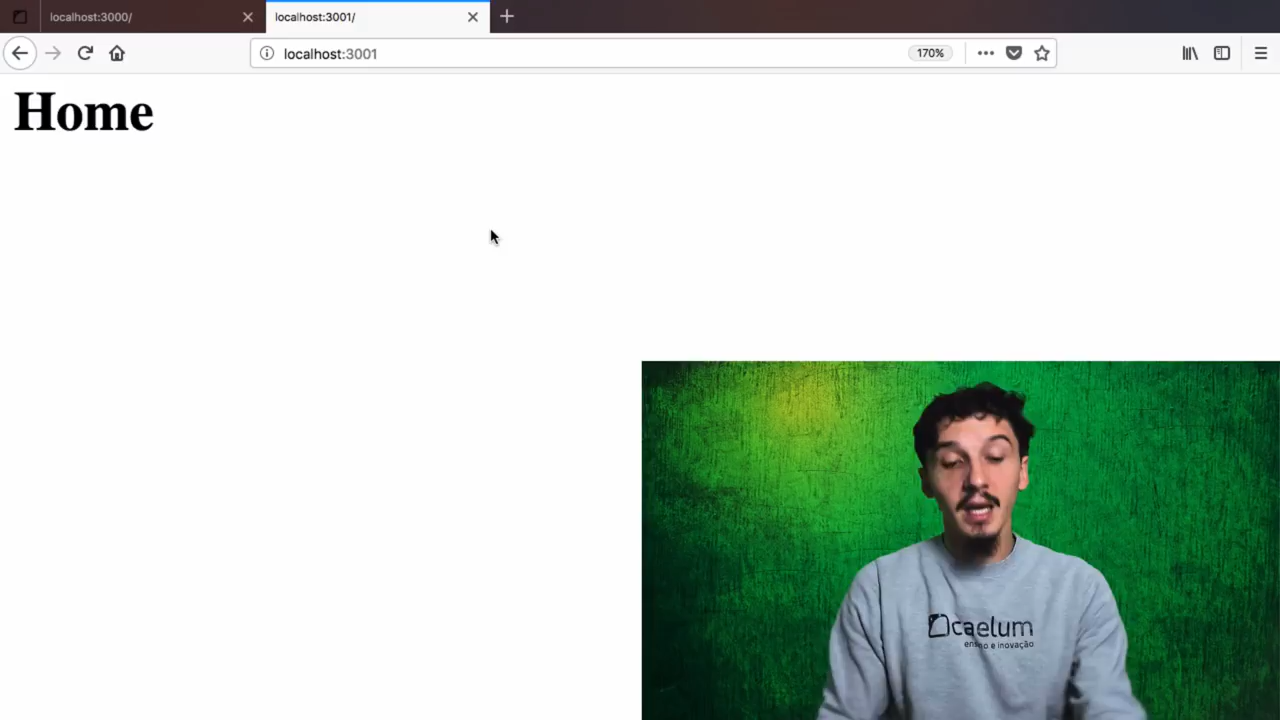 localhost:3000/
localhost:3001/
localhost:3001
170%
Home
caelum
ensino e inovação